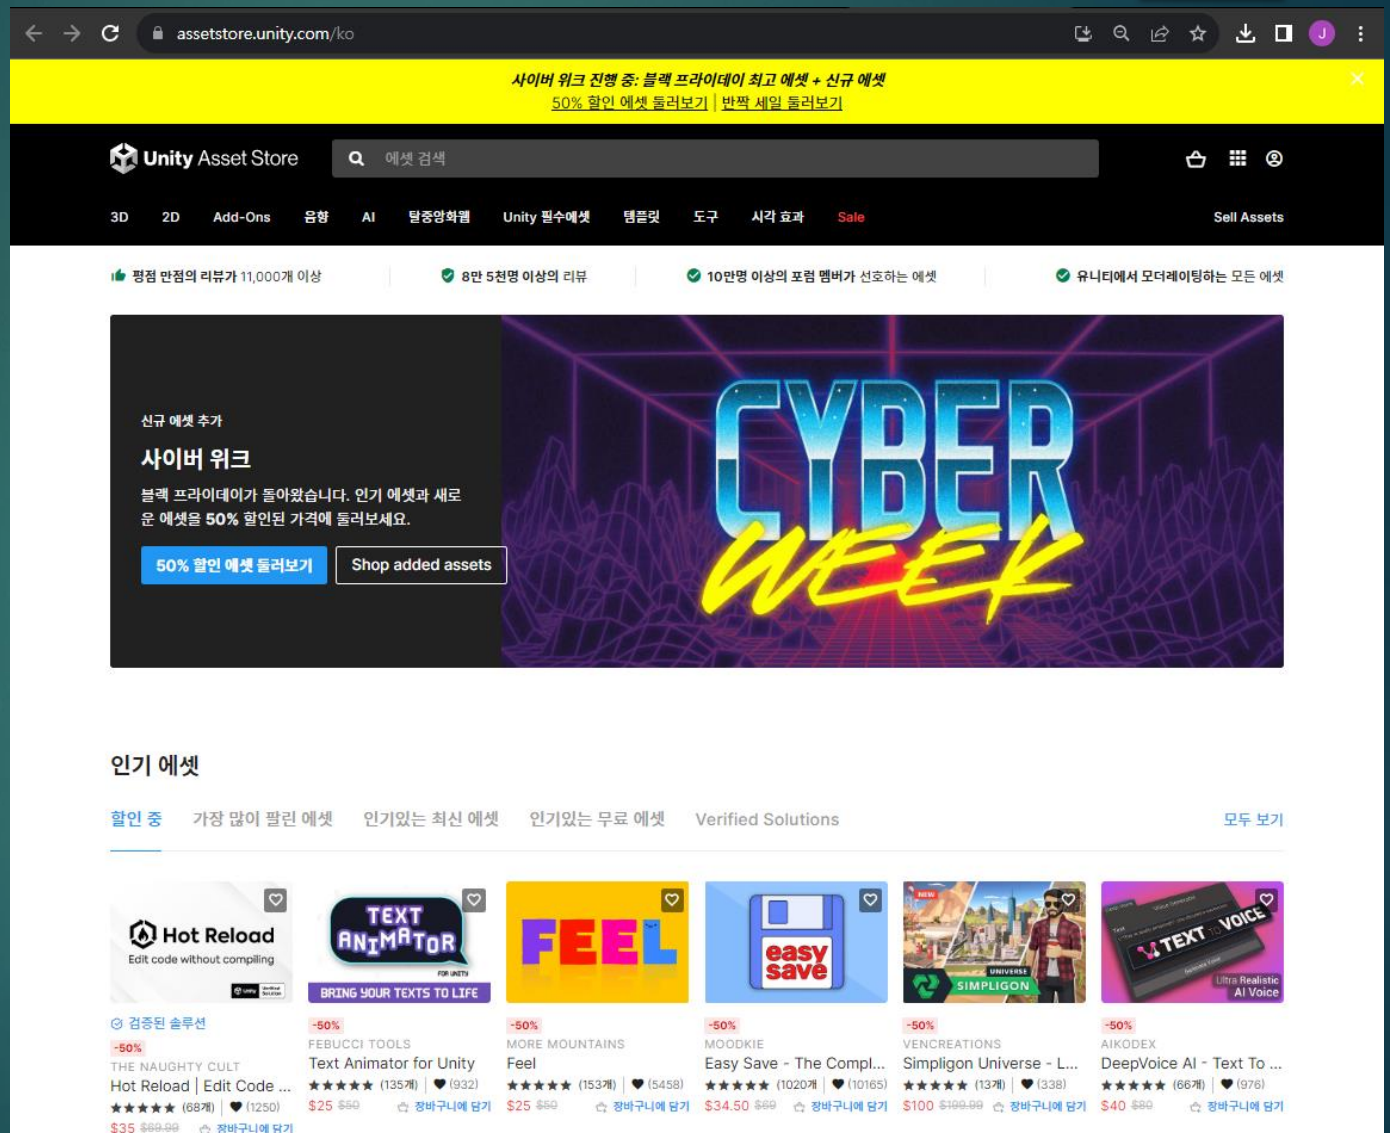 assetstore.unity.com/ko
J
사이버 위크 진행 중: 블랙 프라이데이 최고 에셋 + 신규 에셋
50% 할인 에셋 둘러보기 | 반짝 세일 둘러보기
Unity Asset Store
에셋 검색
3D 2D Add-Ons 음향 AI 탈중앙화웹 Unity 필수에셋 템플릿 도구 시각 효과 Sale Sell Assets
평점 만점의 리뷰가 11,000개 이상 8만 5천명 이상의 리뷰 10만명 이상의 포럼 멤버가 선호하는 에셋 유니티에서 모더레이팅하는 모든 에셋
신규 에셋 추가
사이버 위크
블랙 프라이데이가 돌아왔습니다. 인기 에셋과 새로
운 에셋을 50% 할인된 가격에 둘러보세요.
50% 할인 에셋 둘러보기 Shop added assets
CYBER
WEEK
인기 에셋
할인 중 가장 많이 팔린 에셋 인기있는 최신 에셋 인기있는 무료 에셋 Verified Solutions 모두 보기
Hot Reload
Edit code without compiling
Unity Verified Solution
검증된 솔루션
-50%
THE NAUGHTY CULT
Hot Reload | Edit Code ...
★★★★★ (68개) | ♥ (1250)
$35 $69.99 장바구니에 담기
TEXT
ANIMATOR
FOR UNITY
BRING YOUR TEXTS TO LIFE
-50%
FEBUCCI TOOLS
Text Animator for Unity
★★★★★ (135개) | ♥ (932)
$25 $50 장바구니에 담기
FEEL
-50%
MORE MOUNTAINS
Feel
★★★★★ (153개) | ♥ (5458)
$25 $50 장바구니에 담기
easy
save
-50%
MOODKIE
Easy Save - The Compl...
★★★★★ (1020개) | ♥ (10165)
$34.50 $69 장바구니에 담기
NEW
UNIVERSE
SIMPLIGON
-50%
VENCREATIONS
Simpligon Universe - L...
★★★★★ (13개) | ♥ (338)
$100 $199.99 장바구니에 담기
TEXT TO VOICE
Ultra Realistic
AI Voice
-50%
AIKODEX
DeepVoice AI - Text To ...
★★★★★ (66개) | ♥ (976)
$40 $80 장바구니에 담기